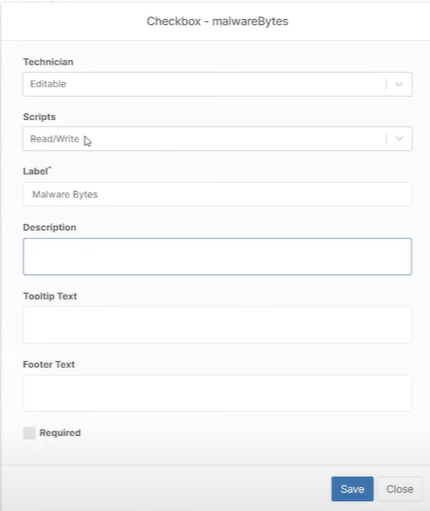 Checkbox - malwareBytes
Technician
Editable
Scripts
Read/Write
Label*
Malware Bytes
Description
Tooltip Text
Footer Text
Required
Save Close